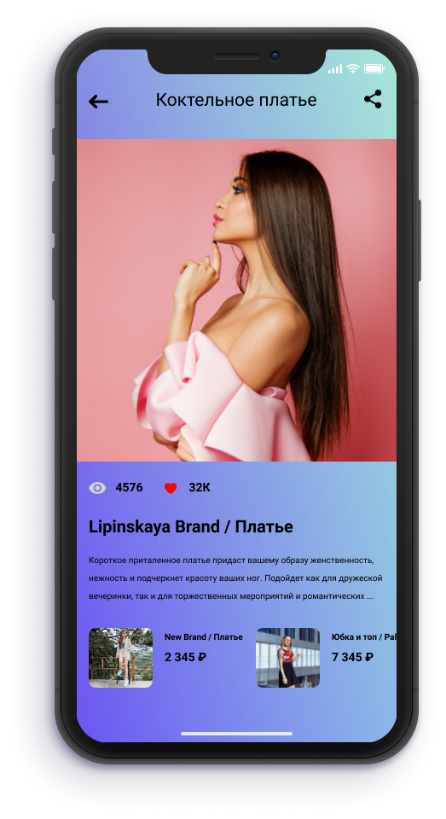 Коктельное платье
4576 32K
Lipinskaya Brand / Платье
Короткое приталенное платье придаст вашему образу женственность,
нежность и подчеркнет красоту ваших ног. Подойдет как для дружеской
вечеринки, так и для торжественных мероприятий и романтических ...
New Brand / Платье
2 345 ₽
Юбка и топ / Pal
7 345 ₽